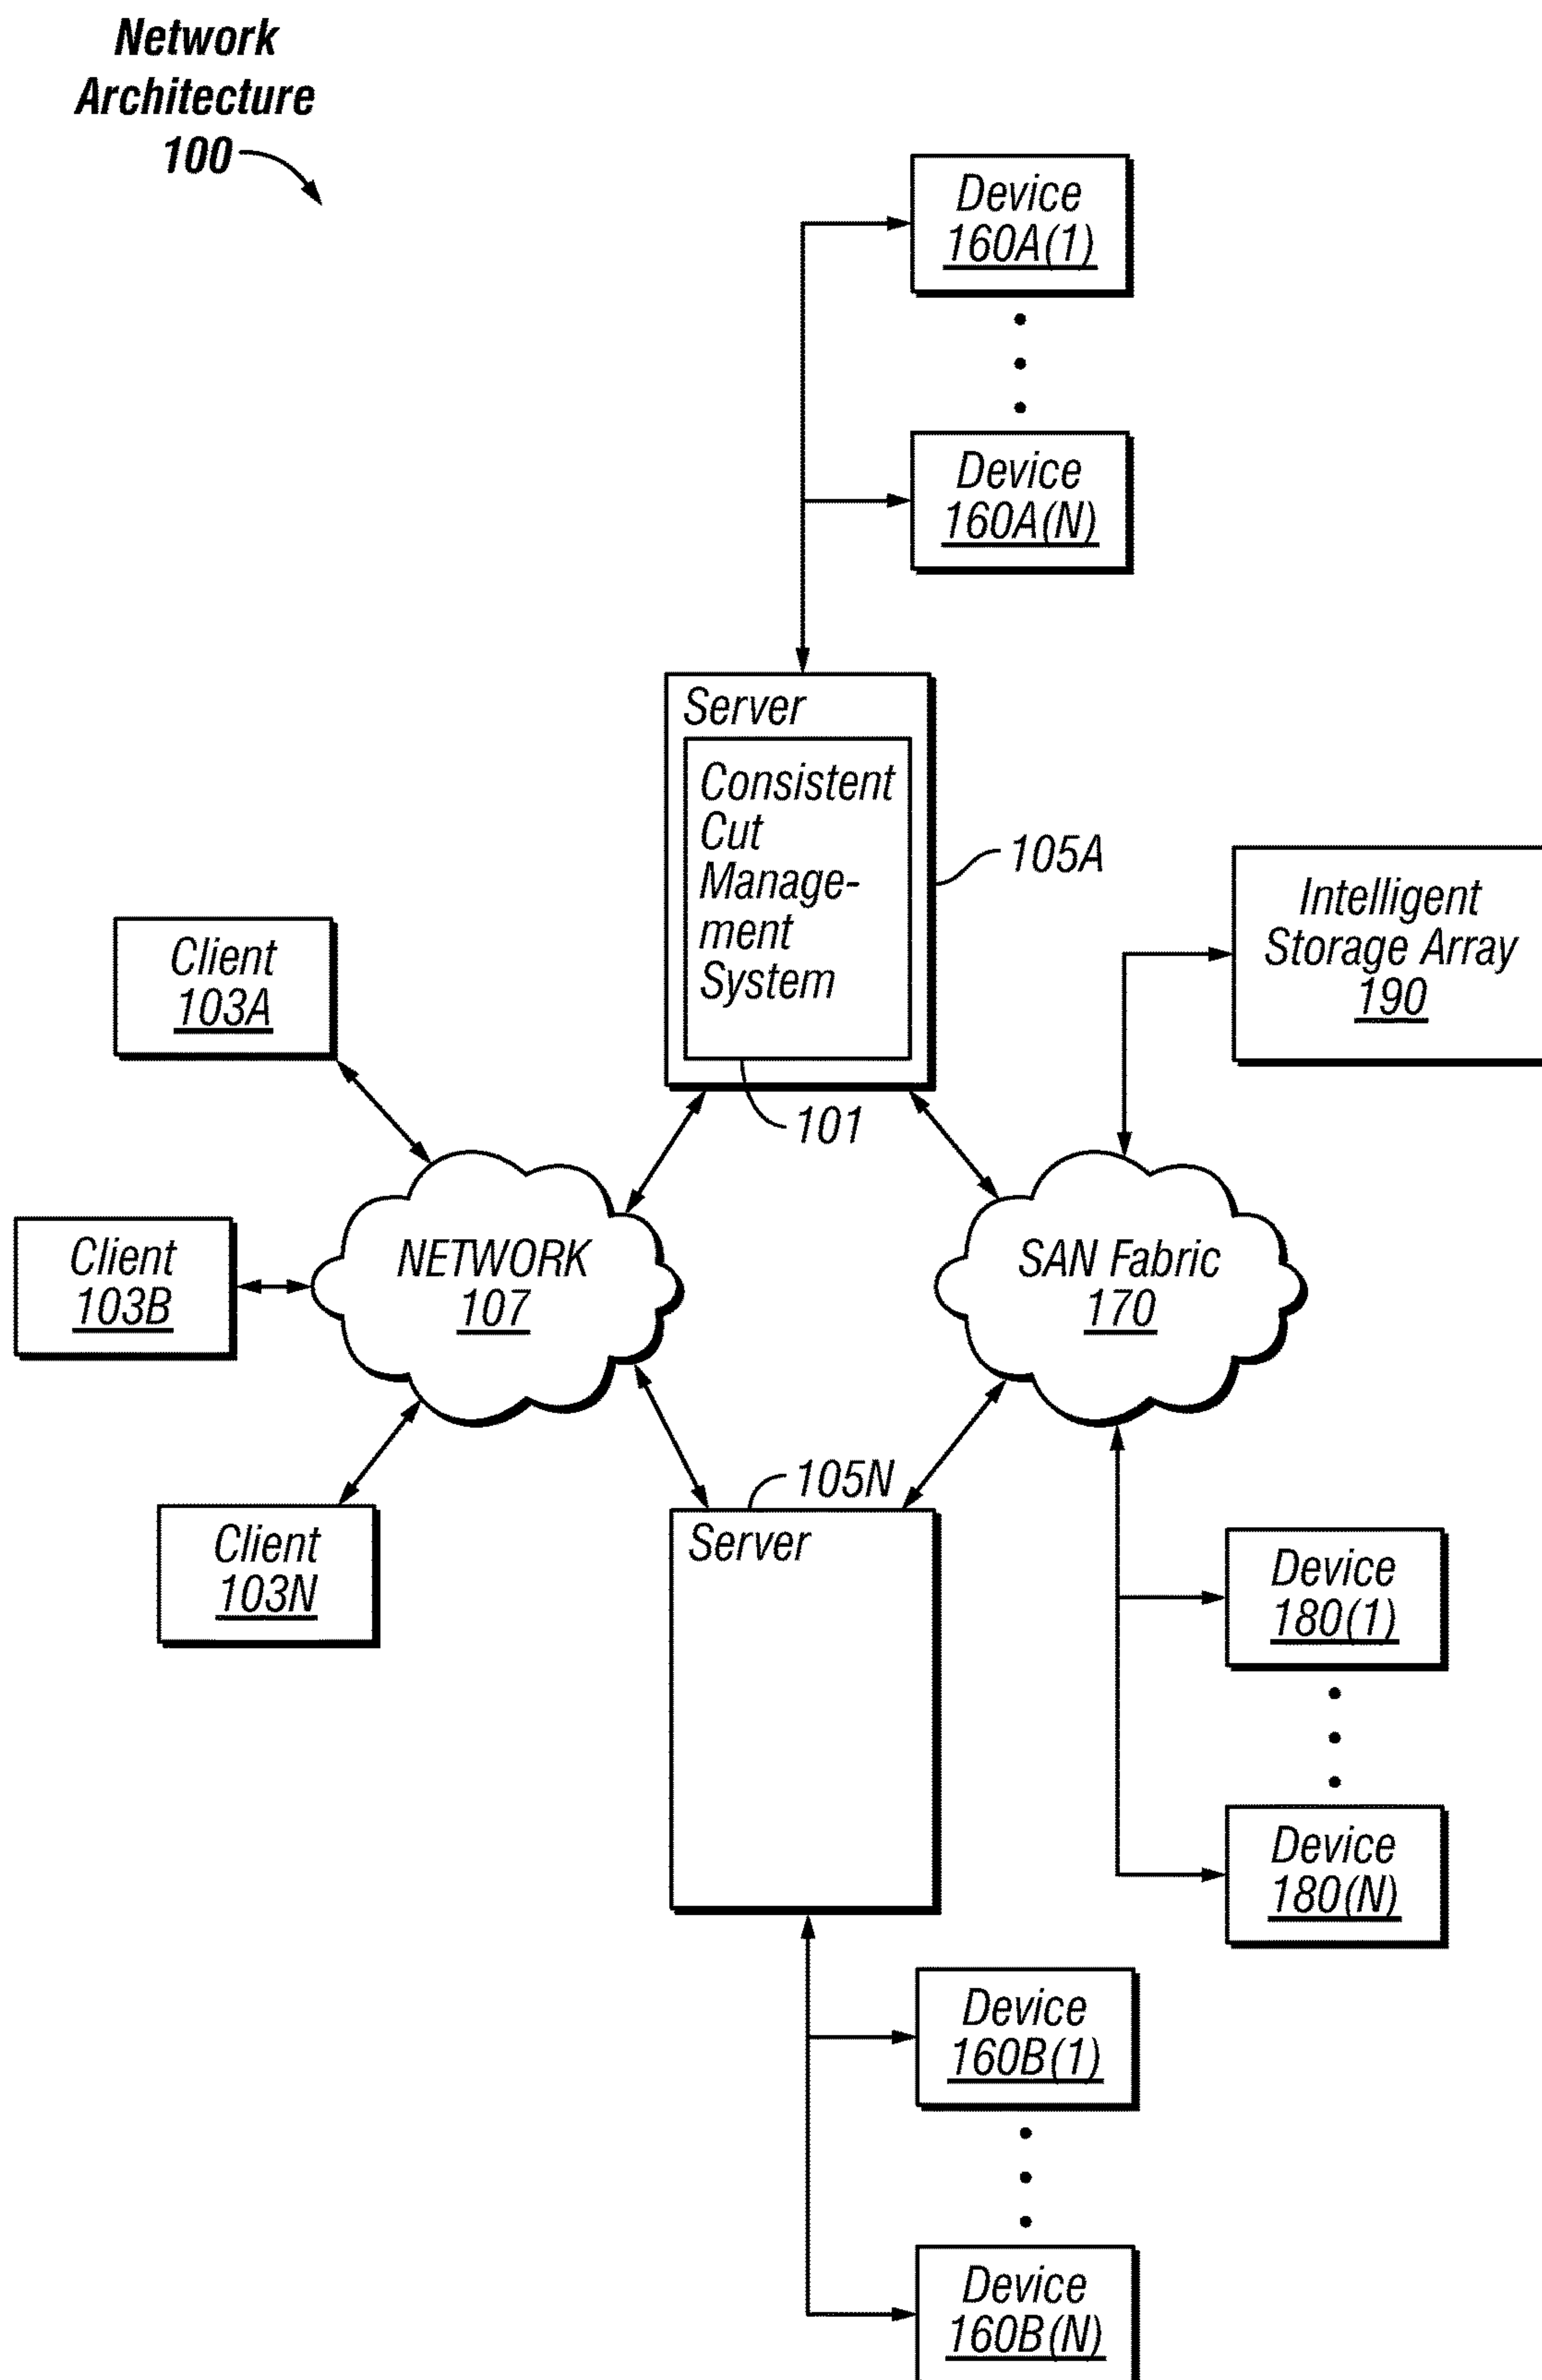 Network
Architecture
100
Device
160A(1)
Device
160A(N)
Server
Consistent
Cut
Manage-
ment
System
105A
101
Intelligent
Storage Array
190
Client
103A
Client
103B
NETWORK
107
SAN Fabric
170
Client
103N
105N
Server
Device
180(1)
Device
180(N)
Device
160B(1)
Device
160B(N)